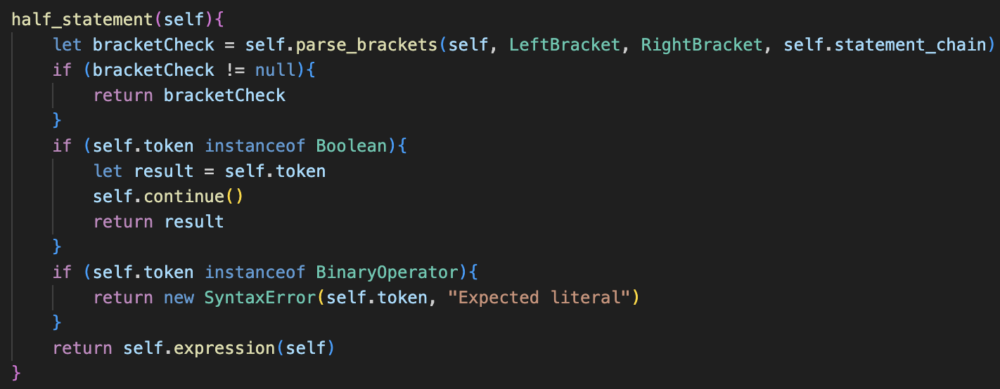 half_statement(self){
    let bracketCheck = self.parse_brackets(self, LeftBracket, RightBracket, self.statement_chain)
    if (bracketCheck != null){
        return bracketCheck
    }
    if (self.token instanceof Boolean){
        let result = self.token
        self.continue()
        return result
    }
    if (self.token instanceof BinaryOperator){
        return new SyntaxError(self.token, "Expected literal")
    }
    return self.expression(self)
}